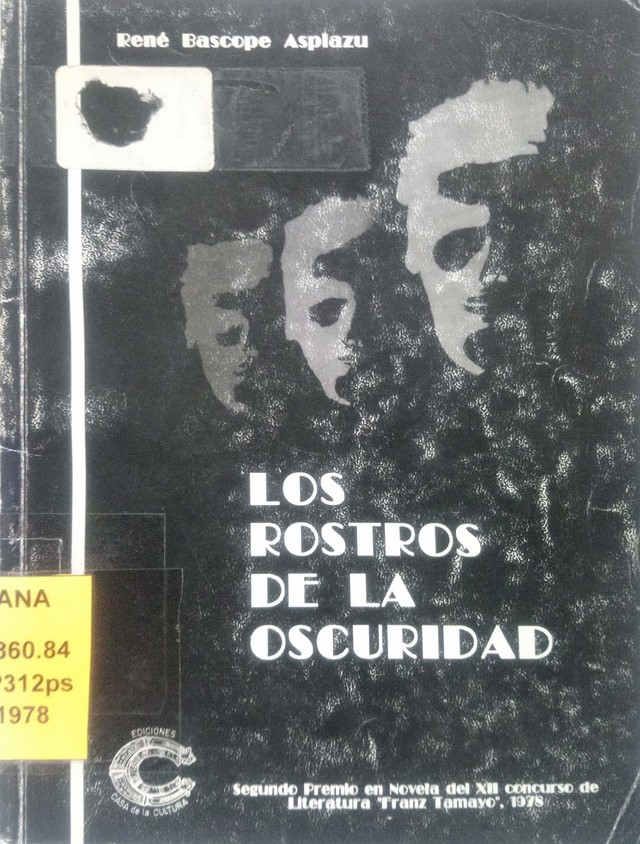 René Bascope Aspiazu
LOS
ROSTROS
DE LA
OSCURIDAD
ANA
860.84
P312ps
1978
EDICIONES
CASA de la CULTURA
Segundo Premio en Novela del XII concurso de
Literatura "Franz Tamayo", 1978